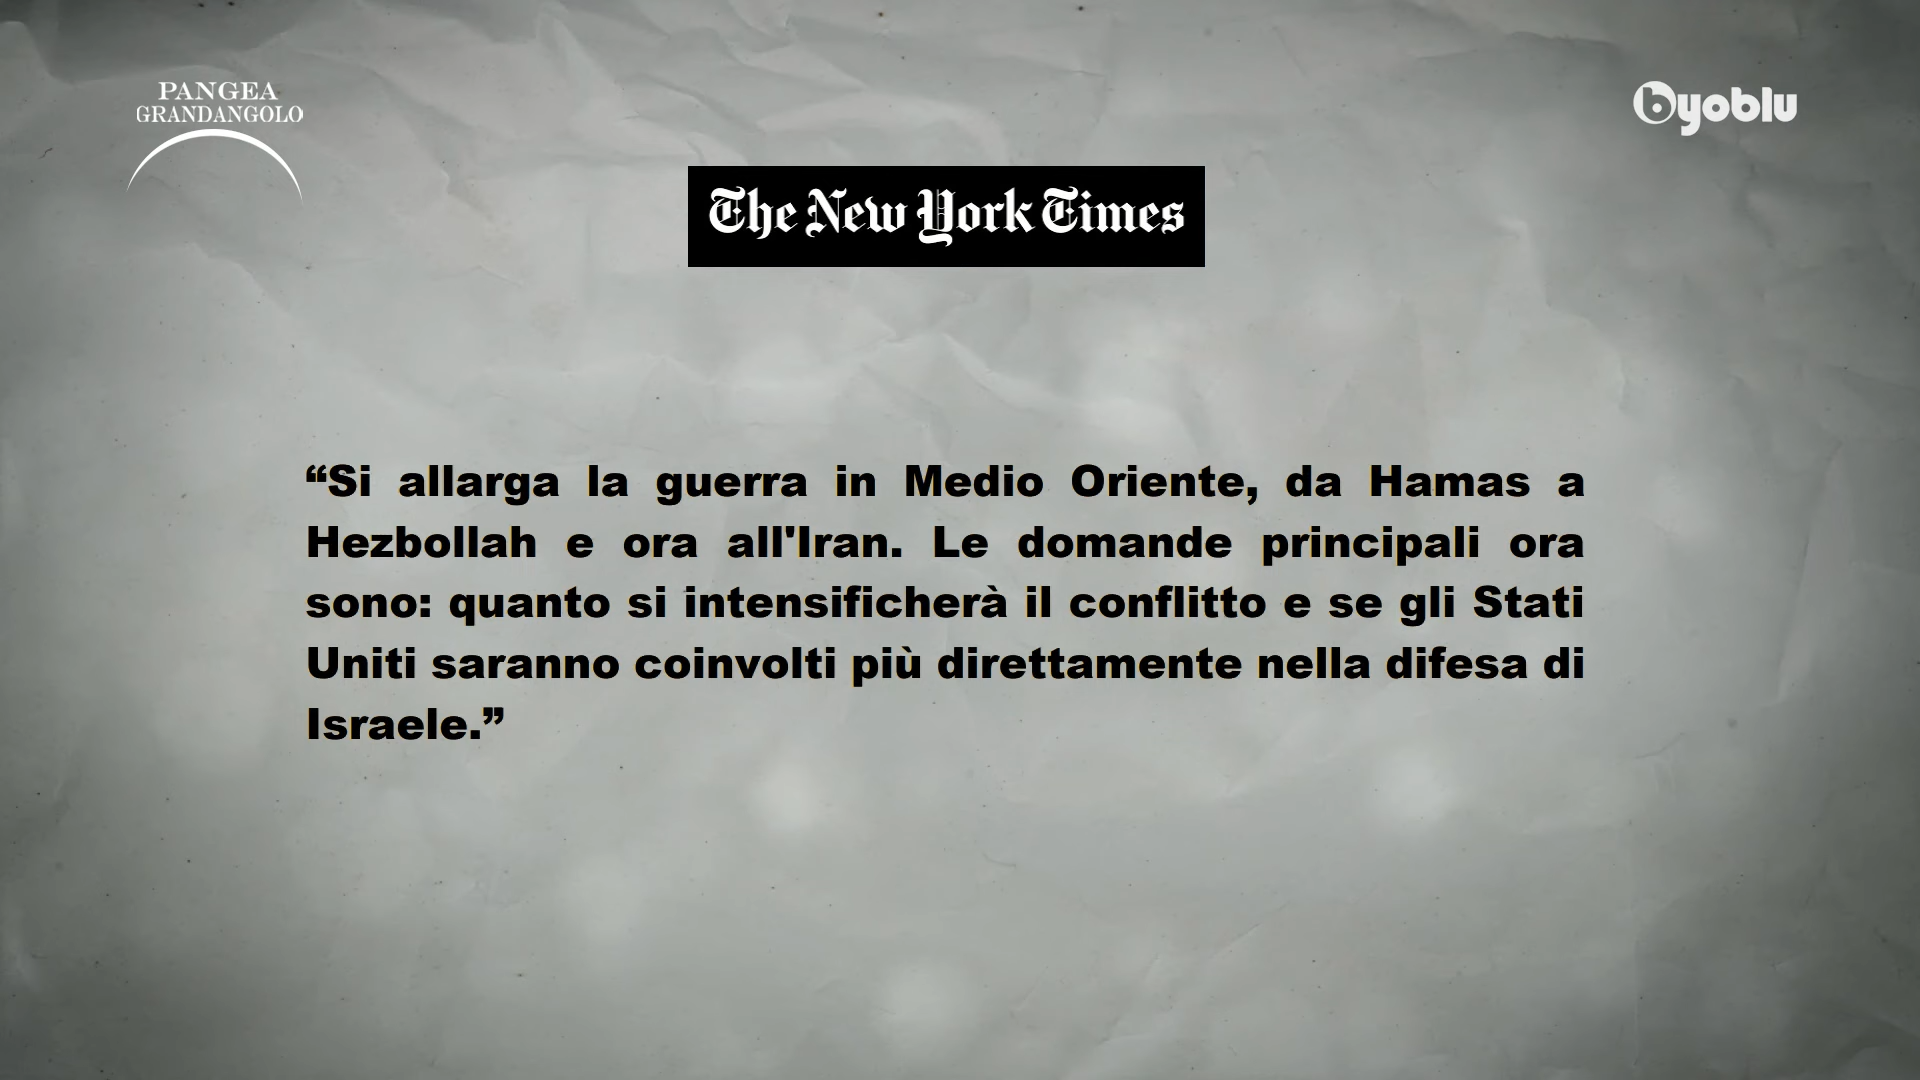 PANGEA
GRANDANGOLO
byoblu
The New York Times
“Si allarga la guerra in Medio Oriente, da Hamas a
Hezbollah e ora all'Iran. Le domande principali ora
sono: quanto si intensificherà il conflitto e se gli Stati
Uniti saranno coinvolti più direttamente nella difesa di
Israele.”